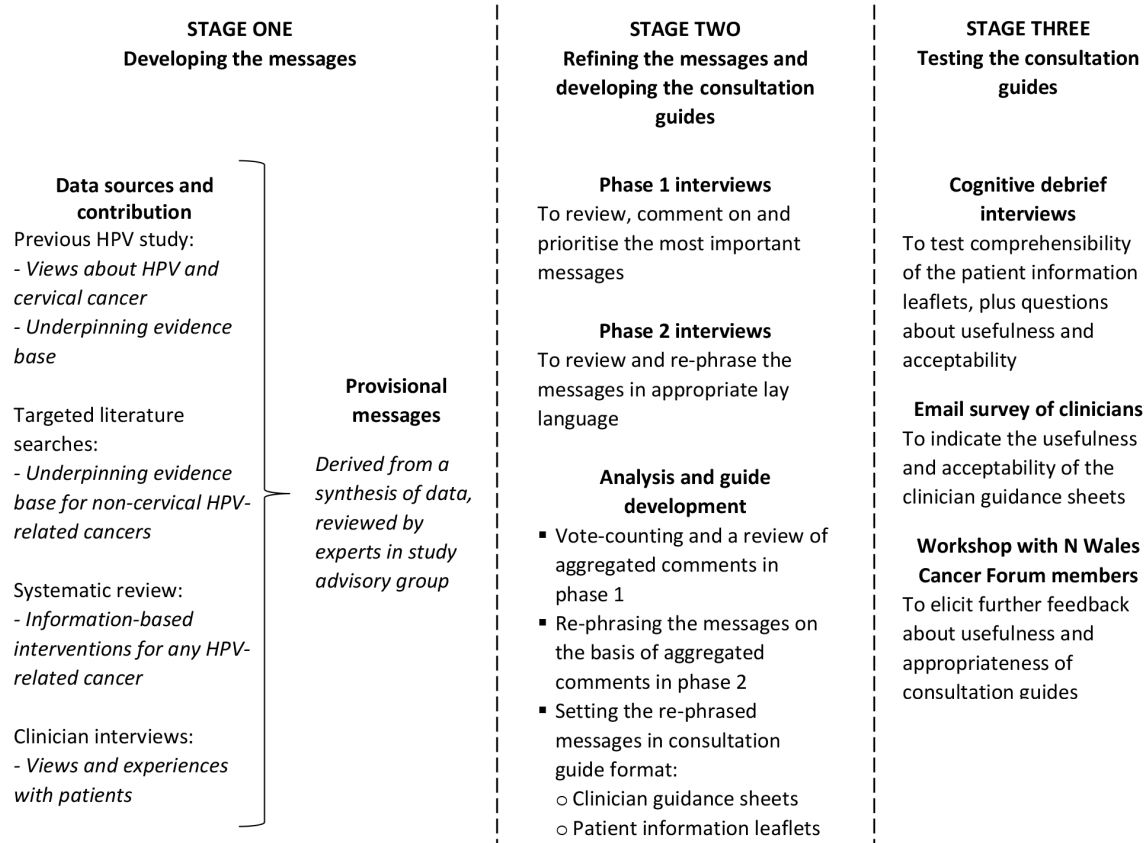 STAGE ONE
Developing the messages
Data sources and
contribution
Previous HPV study:
- Views about HPV and
cervical cancer
- Underpinning evidence
base
Targeted literature
searches:
- Underpinning evidence
base for non-cervical HPV-
related cancers
Systematic review:
- Information-based
interventions for any HPV-
related cancer
Clinician interviews:
- Views and experiences
with patients
Provisional
messages
Derived from a
synthesis of data,
reviewed by
experts in study
advisory group
STAGE TWO
Refining the messages and
developing the consultation
guides
Phase 1 interviews
To review, comment on and
prioritise the most important
messages
Phase 2 interviews
To review and re-phrase the
messages in appropriate lay
language
Analysis and guide
development
▪ Vote-counting and a review of
aggregated comments in
phase 1
▪ Re-phrasing the messages on
the basis of aggregated
comments in phase 2
▪ Setting the re-phrased
messages in consultation
guide format:
o Clinician guidance sheets
o Patient information leaflets
STAGE THREE
Testing the consultation
guides
Cognitive debrief
interviews
To test comprehensibility
of the patient information
leaflets, plus questions
about usefulness and
acceptability
Email survey of clinicians
To indicate the usefulness
and acceptability of the
clinician guidance sheets
Workshop with N Wales
Cancer Forum members
To elicit further feedback
about usefulness and
appropriateness of
consultation guides